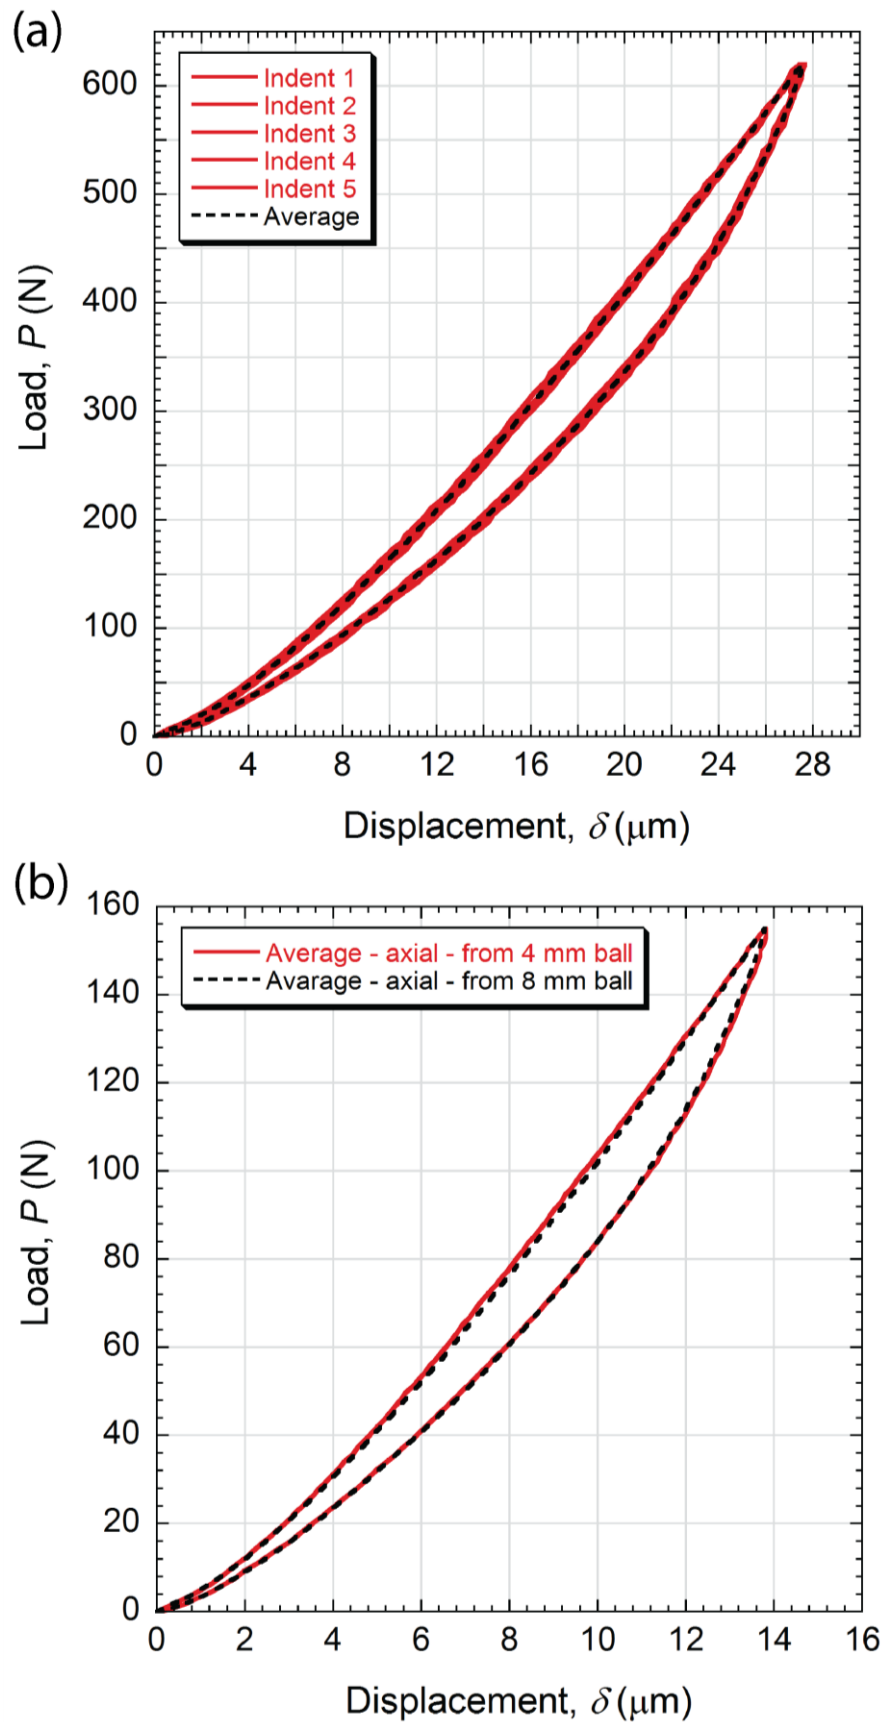 (a)
Indent 1
Indent 2
Indent 3
Indent 4
Indent 5
Average
600
500
400
300
200
100
0
Load, P (N)
0 4 8 12 16 20 24 28
Displacement, δ (μm)
(b)
Average - axial - from 4 mm ball
Avarage - axial - from 8 mm ball
160
140
120
100
80
60
40
20
0
Load, P (N)
0 2 4 6 8 10 12 14 16
Displacement, δ (μm)